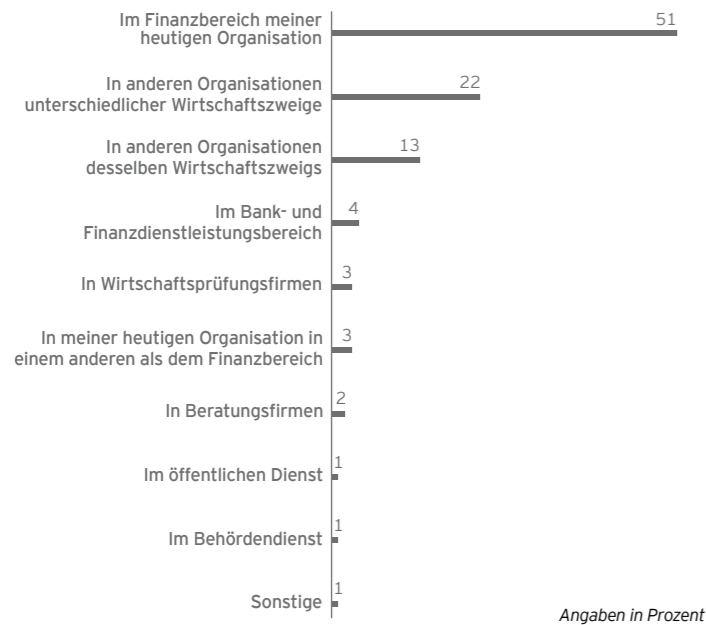 Im Finanzbereich meiner
heutigen Organisation
51
In anderen Organisationen
unterschiedlicher Wirtschaftszweige
22
In anderen Organisationen
desselben Wirtschaftszweigs
13
Im Bank- und
Finanzdienstleistungsbereich
4
In Wirtschaftsprüfungsfirmen
3
In meiner heutigen Organisation in
einem anderen als dem Finanzbereich
3
In Beratungsfirmen
2
Im öffentlichen Dienst
1
Im Behördendienst
1
Sonstige
1
Angaben in Prozent